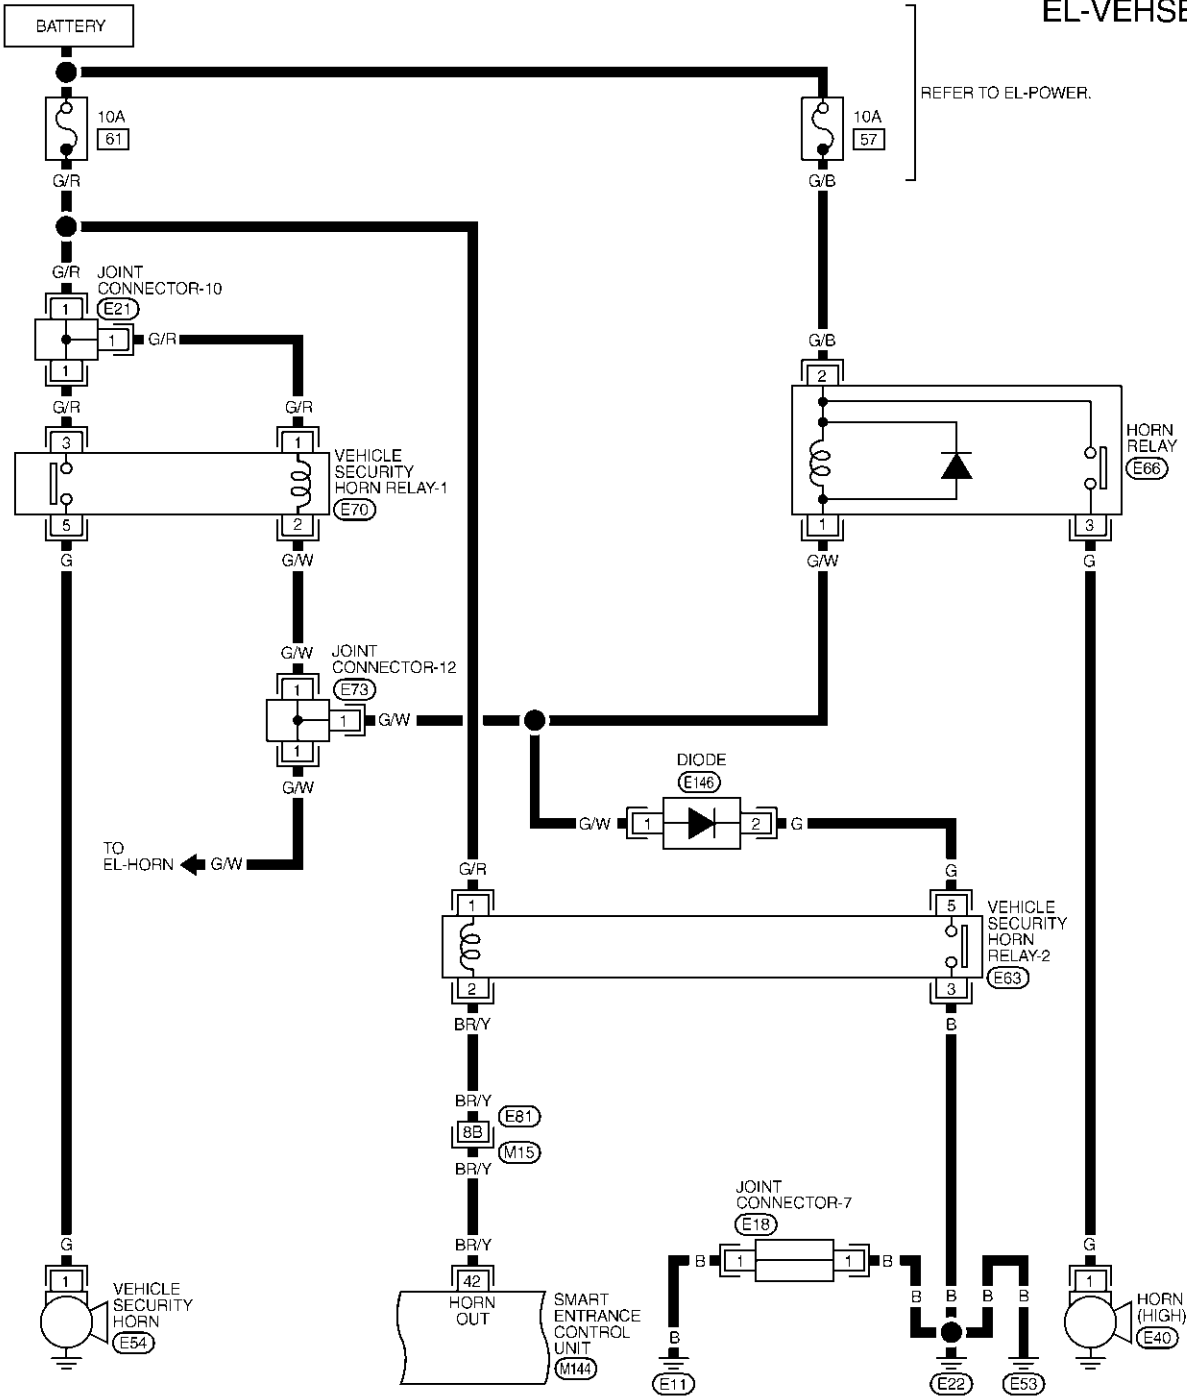 EL-VEHSE
BATTERY
REFER TO EL-POWER.
10A
61
10A
57
G/R
G/B
G/R
JOINT
CONNECTOR-10
E21
1
1
G/R
1
G/B
2
G/R
G/R
3
1
VEHICLE
SECURITY
HORN RELAY-1
E70
HORN
RELAY
E66
5
2
1
3
G
G/W
G/W
G
G/W
JOINT
CONNECTOR-12
E73
1
1
G/W
1
G/W
DIODE
E146
G/W
1
2
G
TO
EL-HORN
G/W
G/R
G
1
5
VEHICLE
SECURITY
HORN
RELAY-2
E63
2
3
BR/Y
B
BR/Y
E81
8B
M15
BR/Y
JOINT
CONNECTOR-7
E18
G
BR/Y
B
1
1
B
G
1
42
1
HORN
OUT
VEHICLE
SECURITY
HORN
E54
SMART
ENTRANCE
CONTROL
UNIT
M144
B
B
B
B
B
HORN
(HIGH)
E40
E11
E22
E53